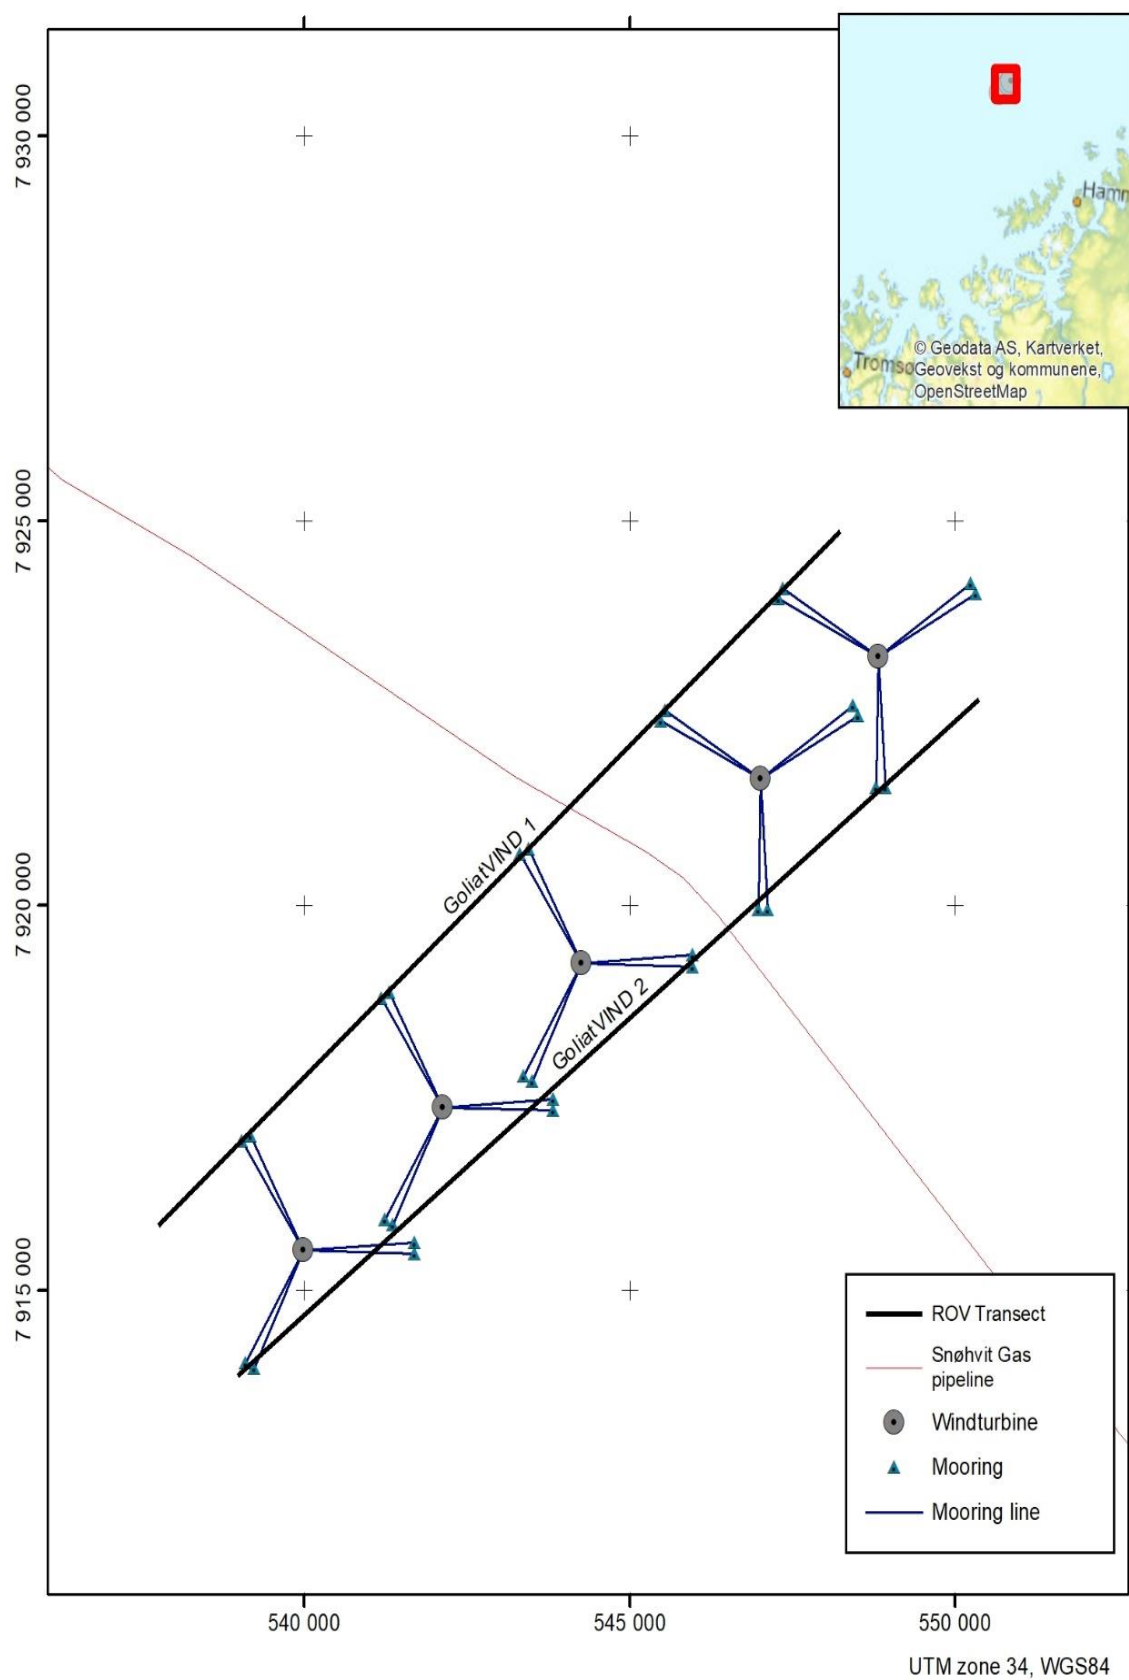 7 930 000
Hamm
Tromsø
© Geodata AS, Kartverket,
Geovekst og kommunene,
OpenStreetMap
7 925 000
GoliatVIND 1
7 920 000
GoliatVIND 2
7 915 000
ROV Transect
Snøhvit Gas
pipeline
Windturbine
Mooring
Mooring line
540 000
545 000
550 000
UTM zone 34, WGS84